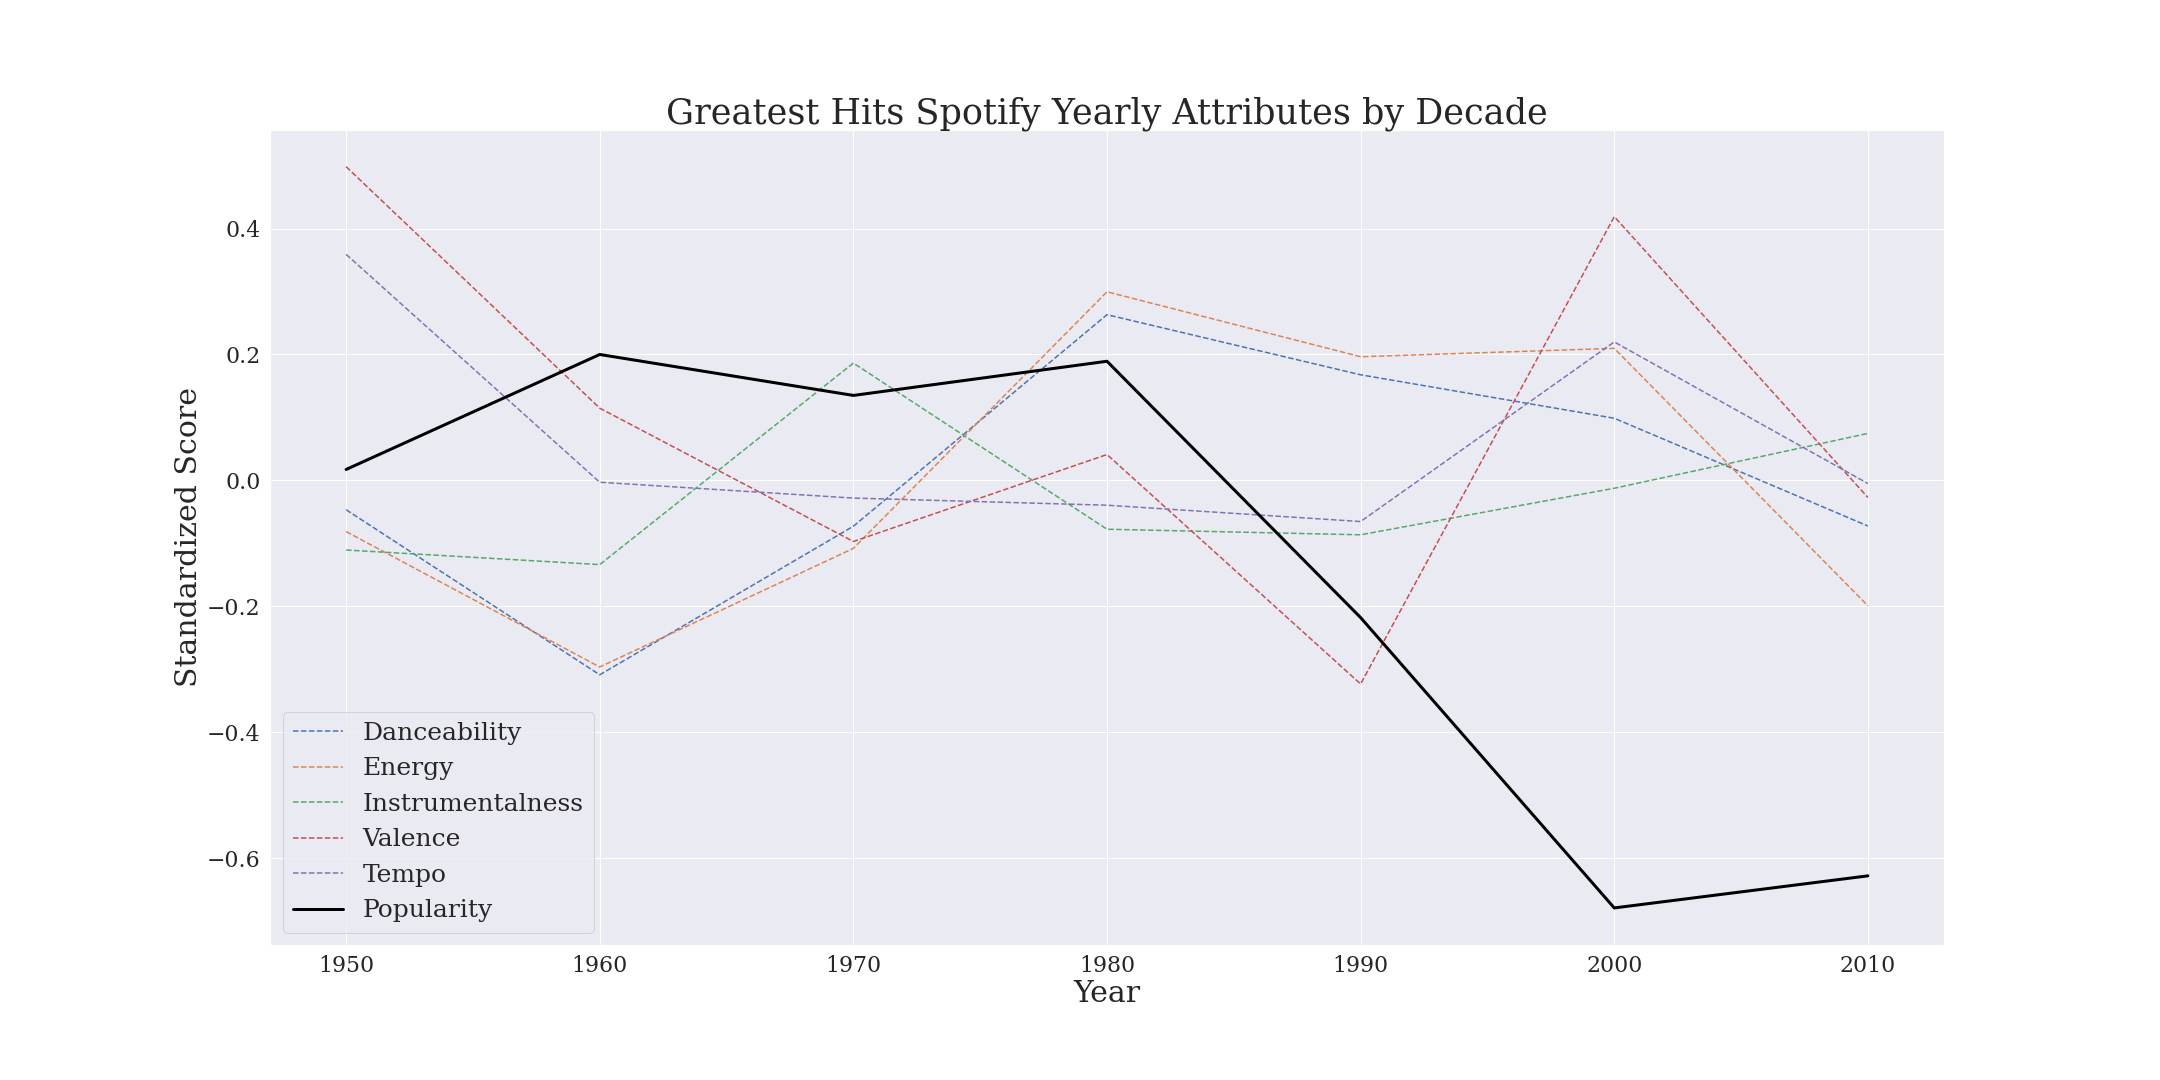 Greatest Hits Spotify Yearly Attributes by Decade
Standardized Score
0.4
0.2
0.0
−0.2
−0.4
−0.6
Danceability
Energy
Instrumentalness
Valence
Tempo
Popularity
1950 1960 1970 1980 1990 2000 2010
Year